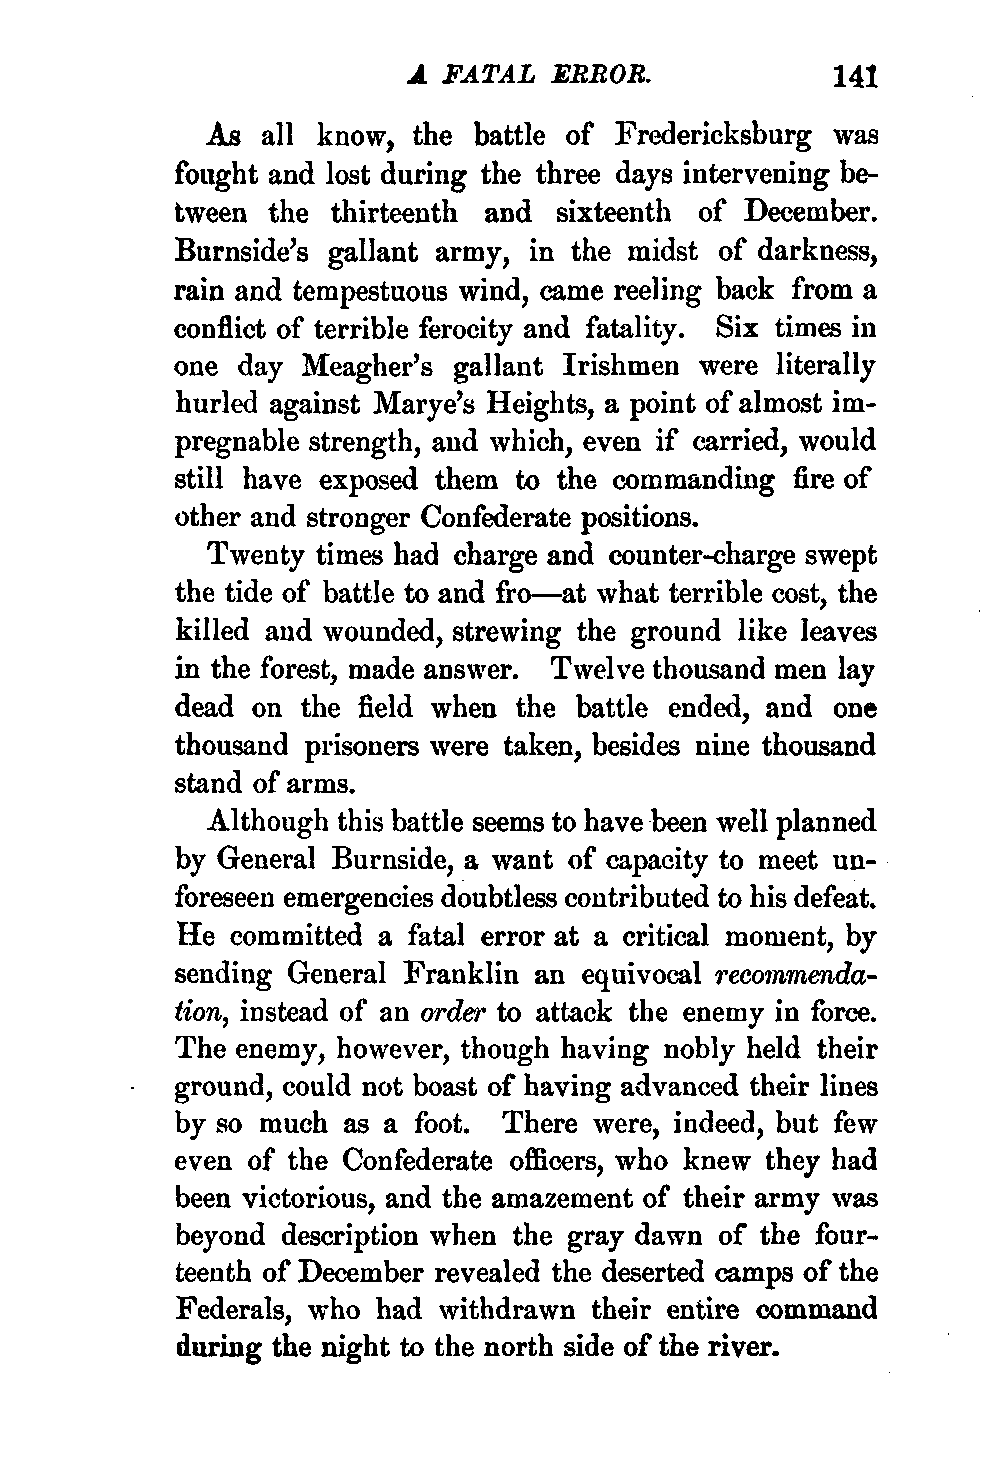 A FATAL ERROR. 141
As all know, the battle of Fredericksburg was
fought and lost during the three days intervening be-
tween the thirteenth and sixteenth of December.
Burnside's gallant army, in the midst of darkness,
rain and tempestuous wind, came reeling back from a
conflict of terrible ferocity and fatality. Six times in
one day Meagher's gallant Irishmen were literally
hurled against Marye's Heights, a point of almost im-
pregnable strength, and which, even if carried, would
still have exposed them to the commanding fire of
other and stronger Confederate positions.
Twenty times had charge and counter-charge swept
the tide of battle to and fro—at what terrible cost, the
killed and wounded, strewing the ground like leaves
in the forest, made answer. Twelve thousand men lay
dead on the field when the battle ended, and one
thousand prisoners were taken, besides nine thousand
stand of arms.
Although this battle seems to have been well planned
by General Burnside, a want of capacity to meet un-
foreseen emergencies doubtless contributed to his defeat.
He committed a fatal error at a critical moment, by
sending General Franklin an equivocal recommenda-
tion, instead of an order to attack the enemy in force.
The enemy, however, though having nobly held their
ground, could not boast of having advanced their lines
by so much as a foot. There were, indeed, but few
even of the Confederate officers, who knew they had
been victorious, and the amazement of their army was
beyond description when the gray dawn of the four-
teenth of December revealed the deserted camps of the
Federals, who had withdrawn their entire command
during the night to the north side of the river.